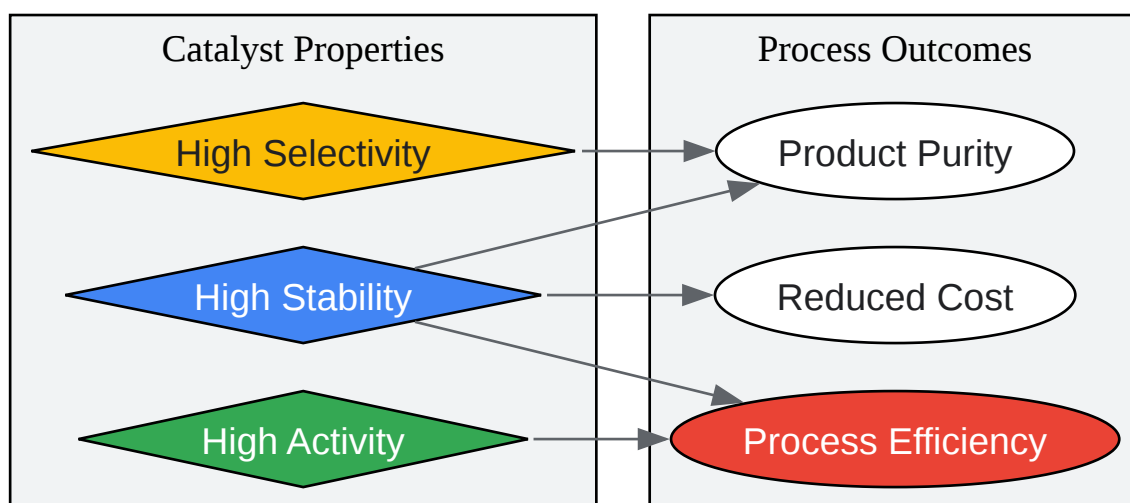 Catalyst Properties
High Selectivity
High Stability
High Activity
Process Outcomes
Product Purity
Reduced Cost
Process Efficiency